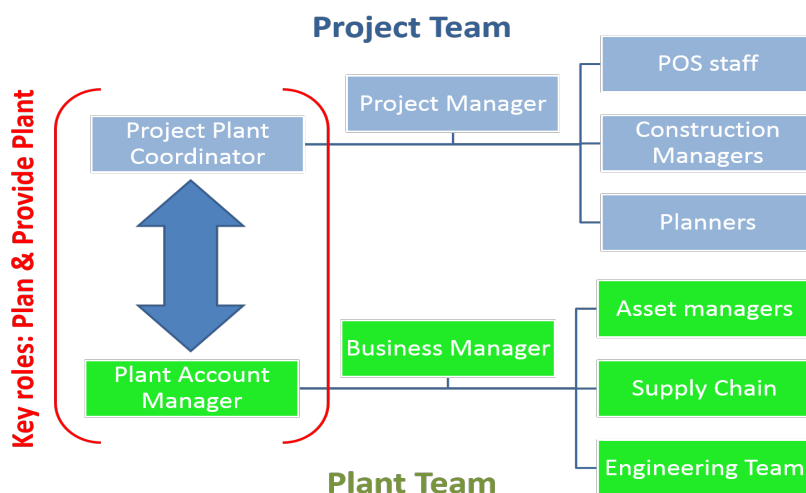 Project Team
Key roles: Plan & Provide Plant
Project Plant
Coordinator
Project Manager
POS staff
Construction
Managers
Planners
Plant Account
Manager
Business Manager
Asset managers
Supply Chain
Engineering Team
Plant Team